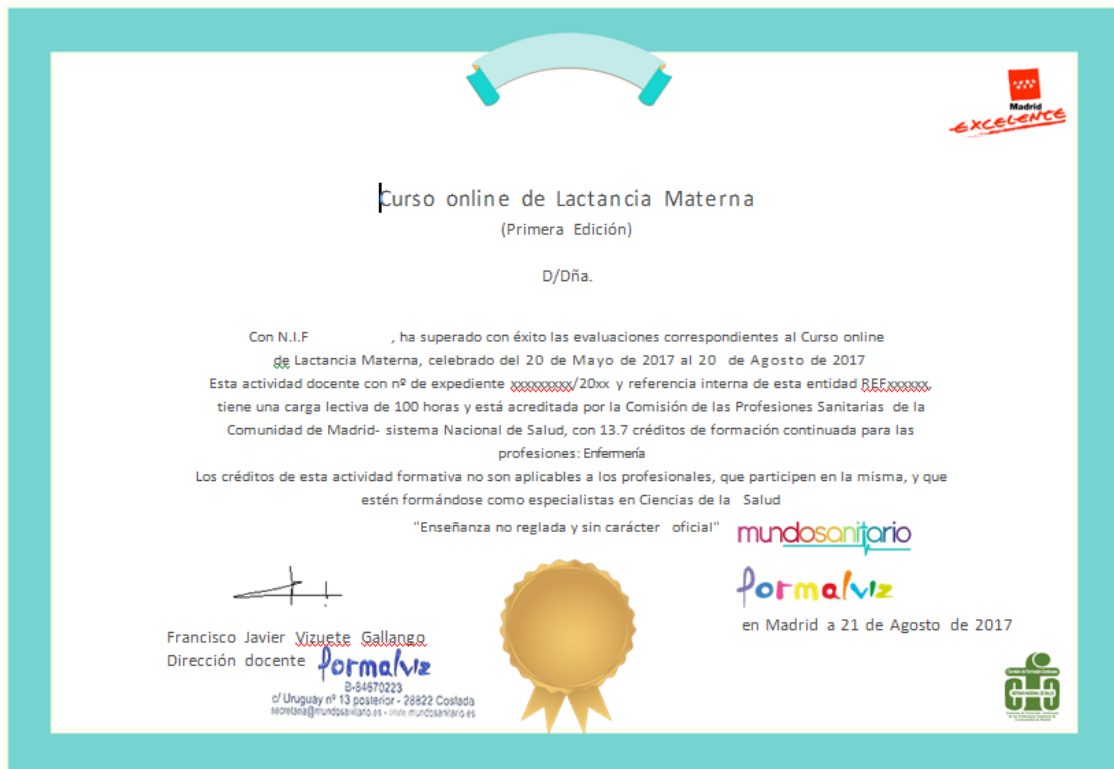 Madrid
EXCELENTE
Curso online de Lactancia Materna
(Primera Edición)
D/Dña.
Con N.I.F , ha superado con éxito las evaluaciones correspondientes al Curso online
de Lactancia Materna, celebrado del 20 de Mayo de 2017 al 20 de Agosto de 2017
Esta actividad docente con nº de expediente xxxxxxxxx/20xx y referencia interna de esta entidad REFxxxxxx,
tiene una carga lectiva de 100 horas y está acreditada por la Comisión de las Profesiones Sanitarias de la
Comunidad de Madrid- sistema Nacional de Salud, con 13.7 créditos de formación continuada para las
profesiones: Enfermería
Los créditos de esta actividad formativa no son aplicables a los profesionales, que participen en la misma, y que
estén formándose como especialistas en Ciencias de la Salud
"Enseñanza no reglada y sin carácter oficial"
mundosanitario
formalviz
en Madrid a 21 de Agosto de 2017
Francisco Javier Vizuete Gallango
Dirección docente
formalviz
B-84670223
c/ Uruguay nº 13 posterior - 28822 Coslada
secretaria@mundosanitario.es - www.mundosanitario.es